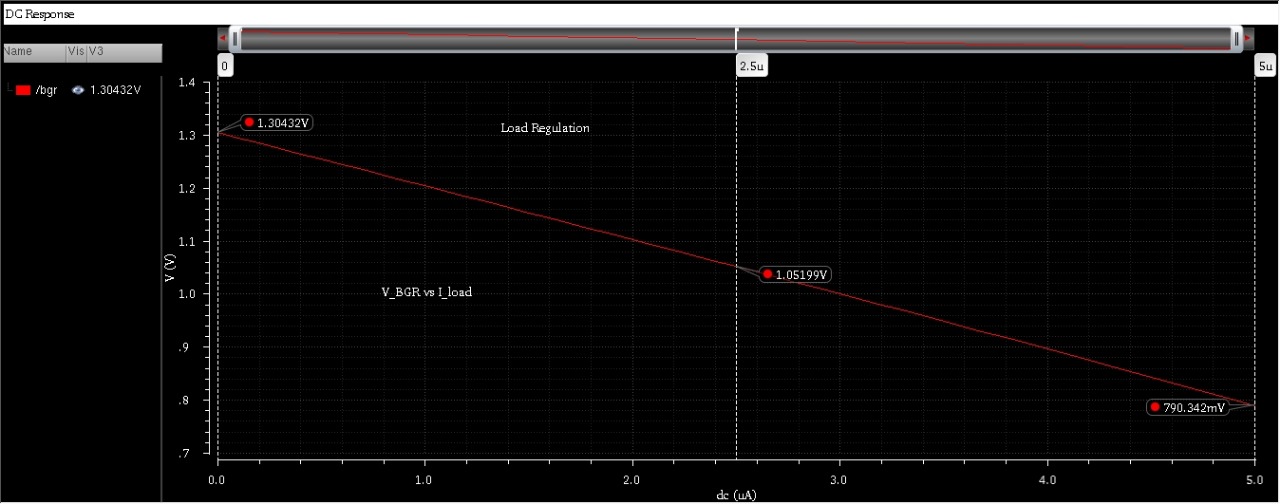 DC Response
Name Vis V3
/bgr 1.30432V
0 2.5u 5u
1.4
1.30432V
Load Regulation
1.3
1.2
1.1
V (V)
1.05199V
V_BGR vs I_load
1.0
.9
.8
790.342mV
.7
0.0 1.0 2.0 3.0 4.0 5.0
dc (uA)